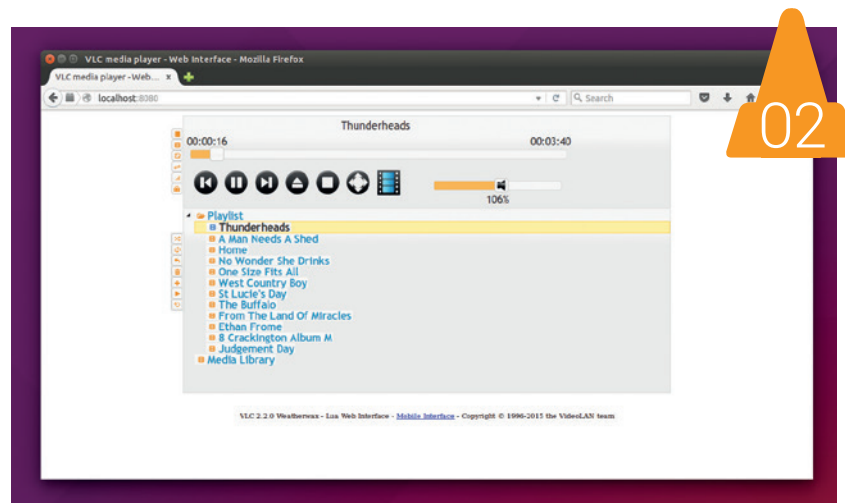 VLC media player - Web Interface - Mozilla Firefox
VLC media player - Web... x
localhost:8080
Search
02
Thunderheads
00:00:16
00:03:40
106%
Playlist
Thunderheads
A Man Needs A Shed
Home
No Wonder She Drinks
One Size Fits All
West Country Boy
St Lucie's Day
The Buffalo
From The Land Of Miracles
Ethan Frome
8 Crackington Album M
Judgement Day
Media Library
VLC 2.2.0 Weatherwax - Lua Web Interface - Mobile Interface - Copyright © 1996-2015 the VideoLAN team